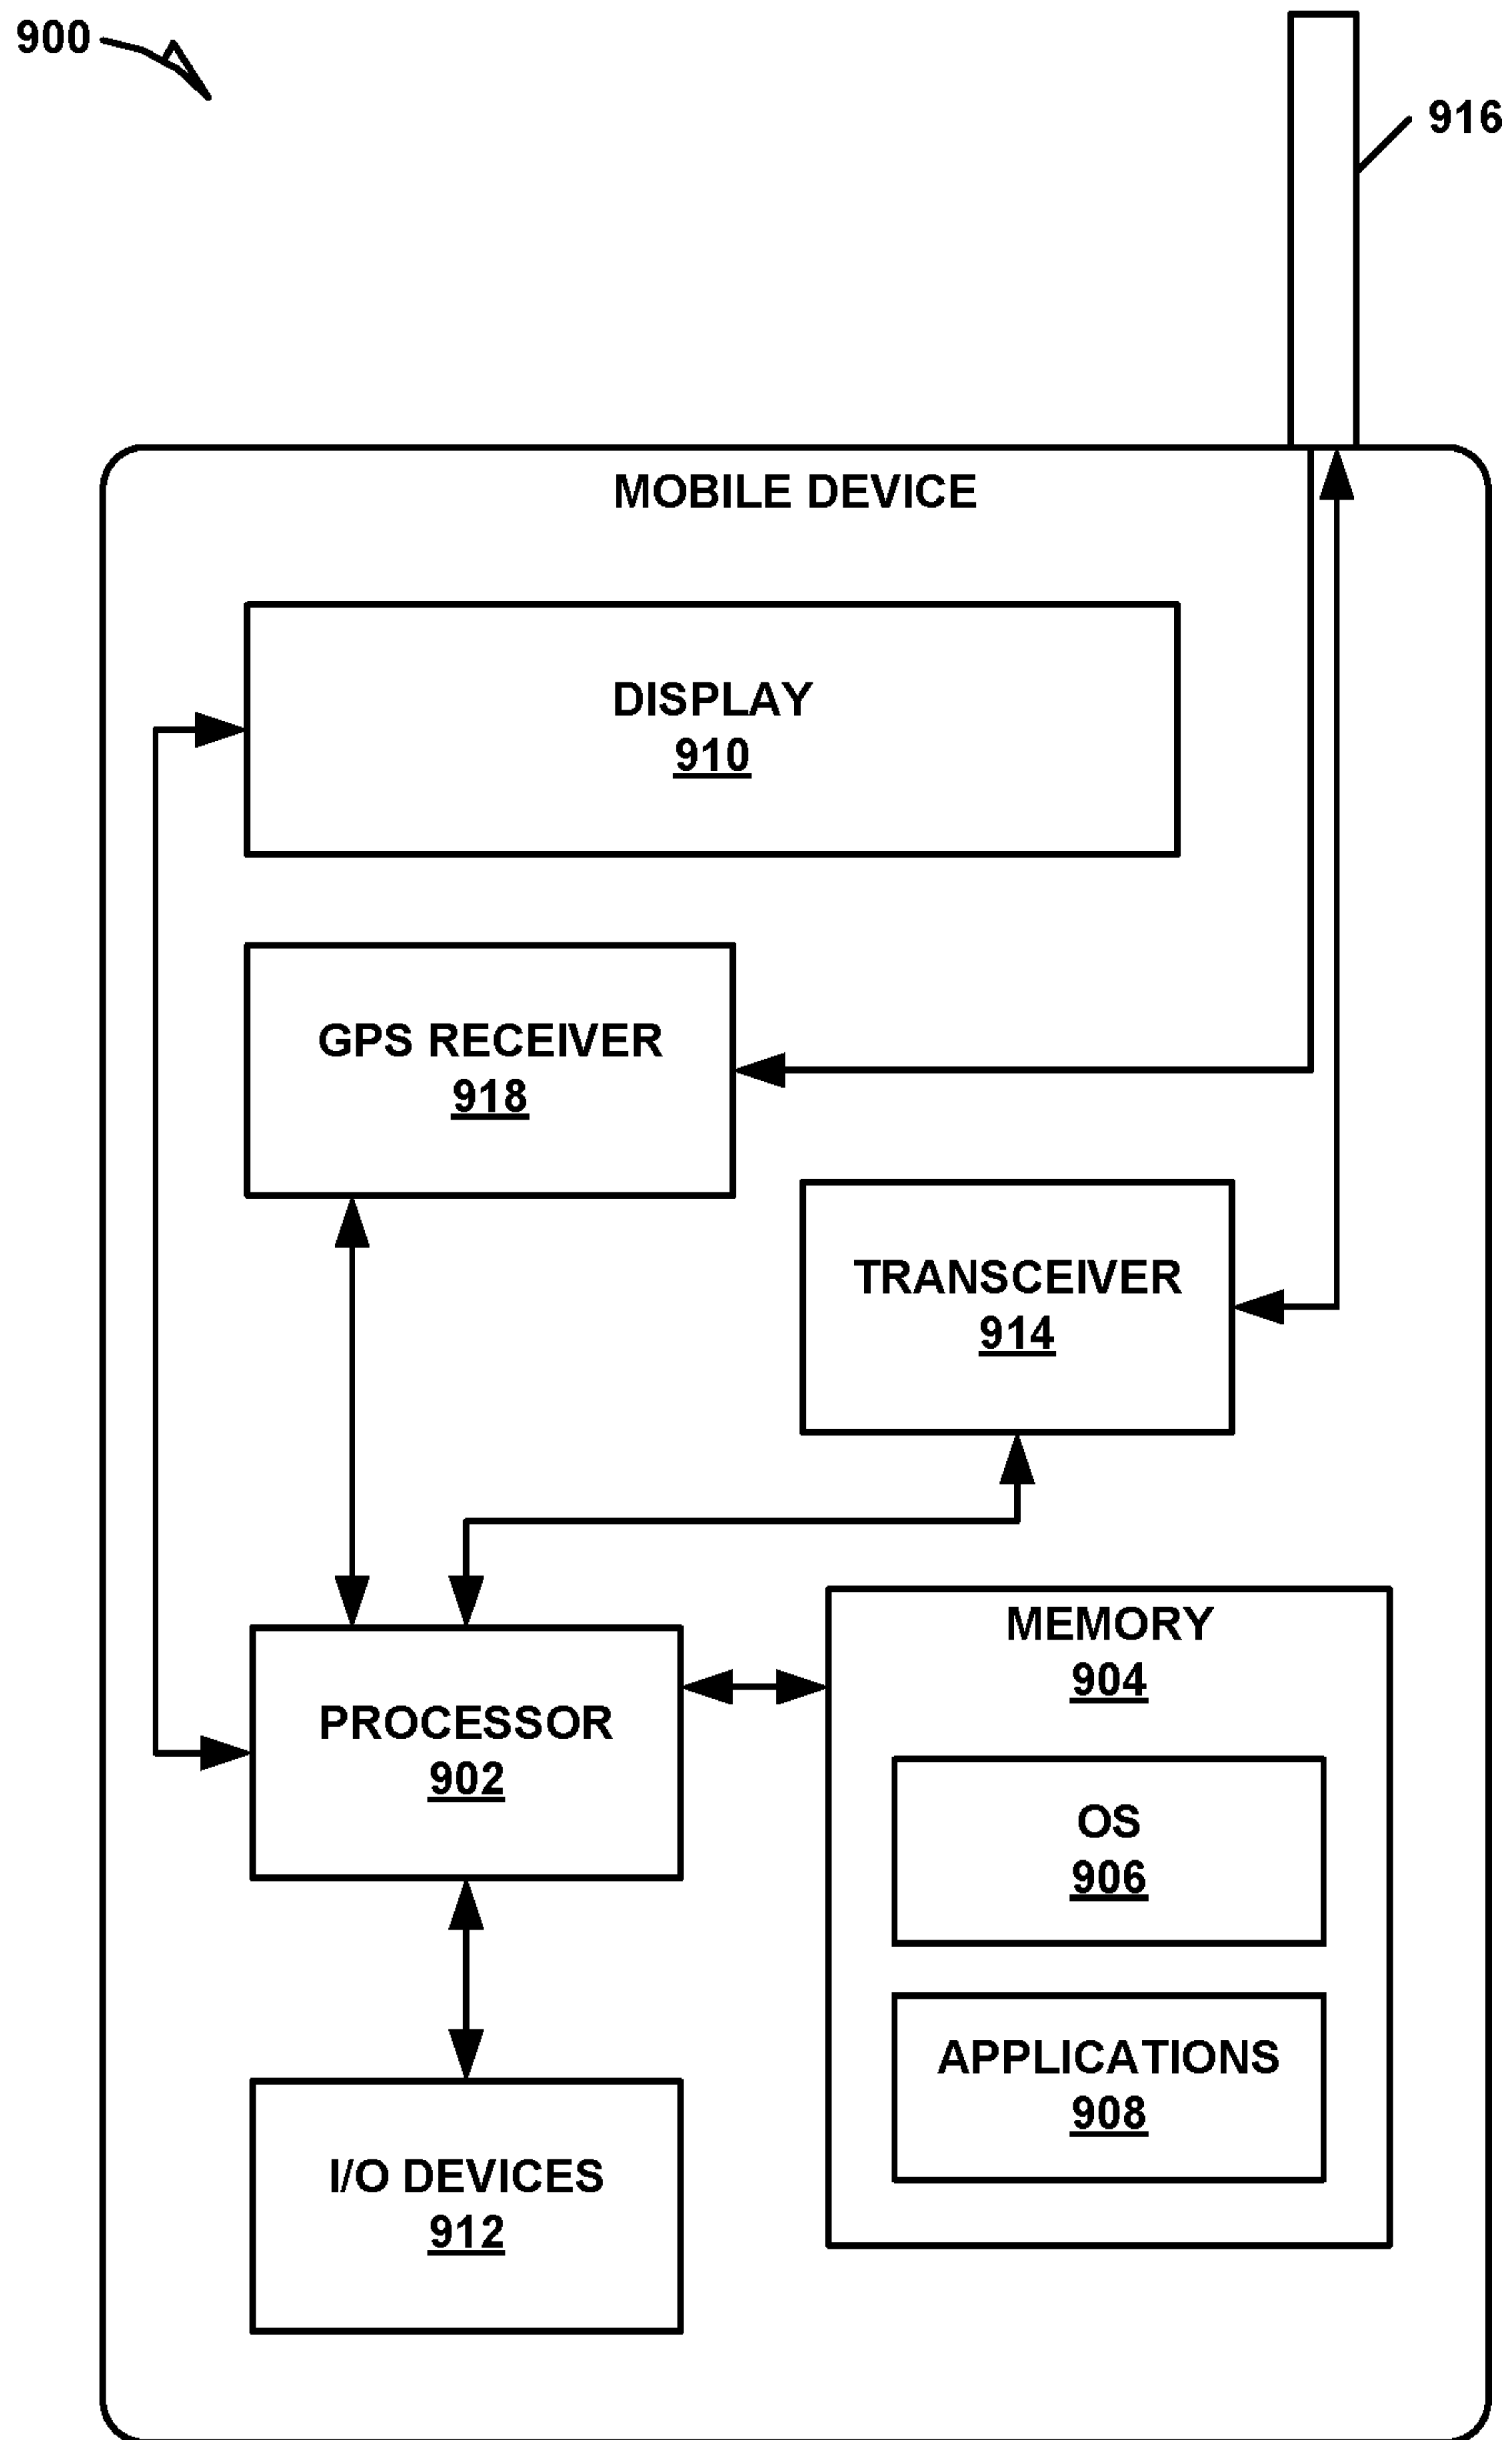 900
916
MOBILE DEVICE
DISPLAY
910
GPS RECEIVER
918
TRANSCEIVER
914
MEMORY
904
PROCESSOR
902
OS
906
APPLICATIONS
908
I/O DEVICES
912